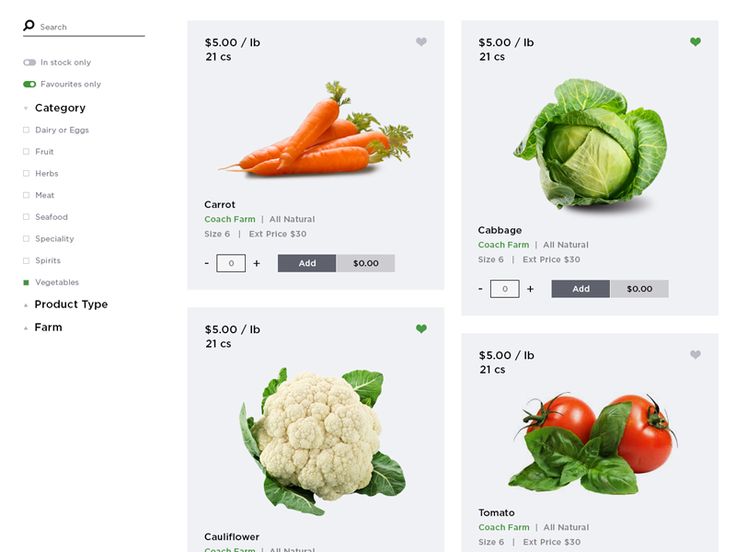 Search
In stock only
Favourites only
Category
Dairy or Eggs
Fruit
Herbs
Meat
Seafood
Speciality
Spirits
Vegetables
Product Type
Farm
$5.00 / lb
21 cs
Carrot
Coach Farm | All Natural
Size 6 | Ext Price $30
- 0 + Add $0.00
$5.00 / lb
21 cs
Cabbage
Coach Farm | All Natural
Size 6 | Ext Price $30
- 0 + Add $0.00
$5.00 / lb
21 cs
Cauliflower
Coach Farm | All Natural
$5.00 / lb
21 cs
Tomato
Coach Farm | All Natural
Size 6 | Ext Price $30